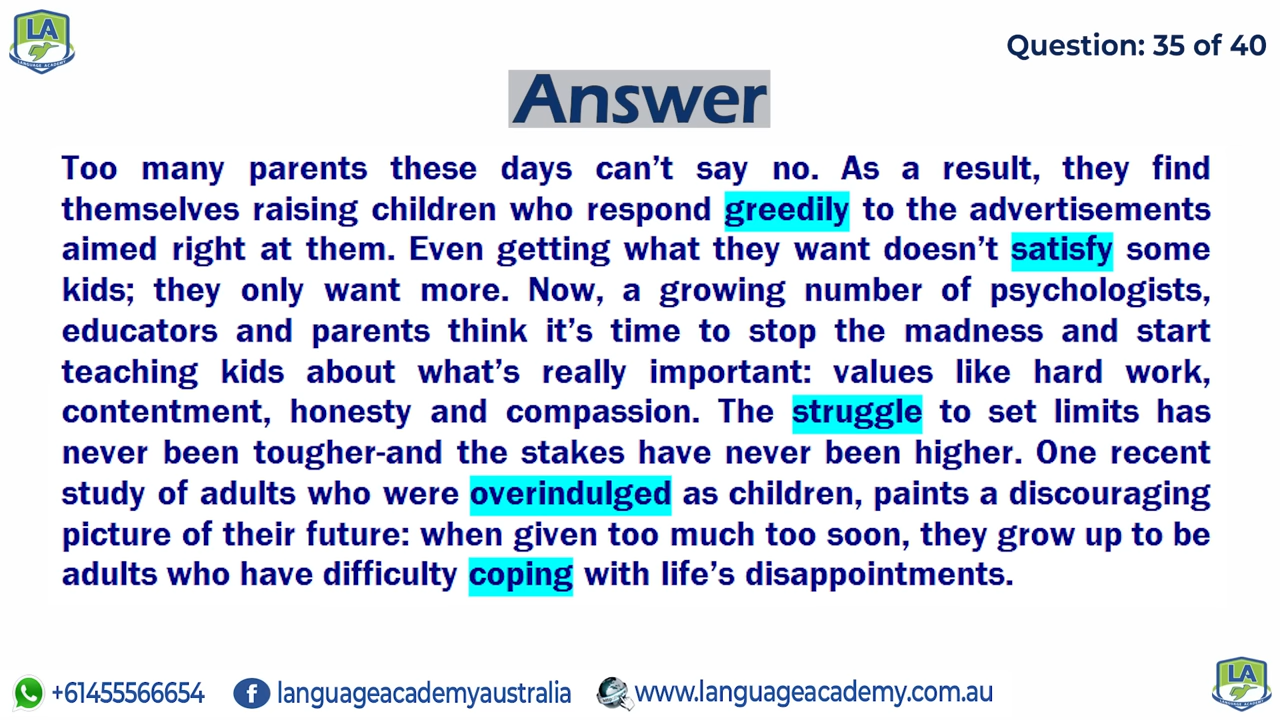 LA
LANGUAGE ACADEMY
Question: 35 of 40
Answer
Too many parents these days can't say no. As a result, they find
themselves raising children who respond greedily to the advertisements
aimed right at them. Even getting what they want doesn't satisfy some
kids; they only want more. Now, a growing number of psychologists,
educators and parents think it's time to stop the madness and start
teaching kids about what's really important: values like hard work,
contentment, honesty and compassion. The struggle to set limits has
never been tougher-and the stakes have never been higher. One recent
study of adults who were overindulged as children, paints a discouraging
picture of their future: when given too much too soon, they grow up to be
adults who have difficulty coping with life's disappointments.
+61455566654 languageacademyaustralia www.languageacademy.com.au
LA
LANGUAGE ACADEMY